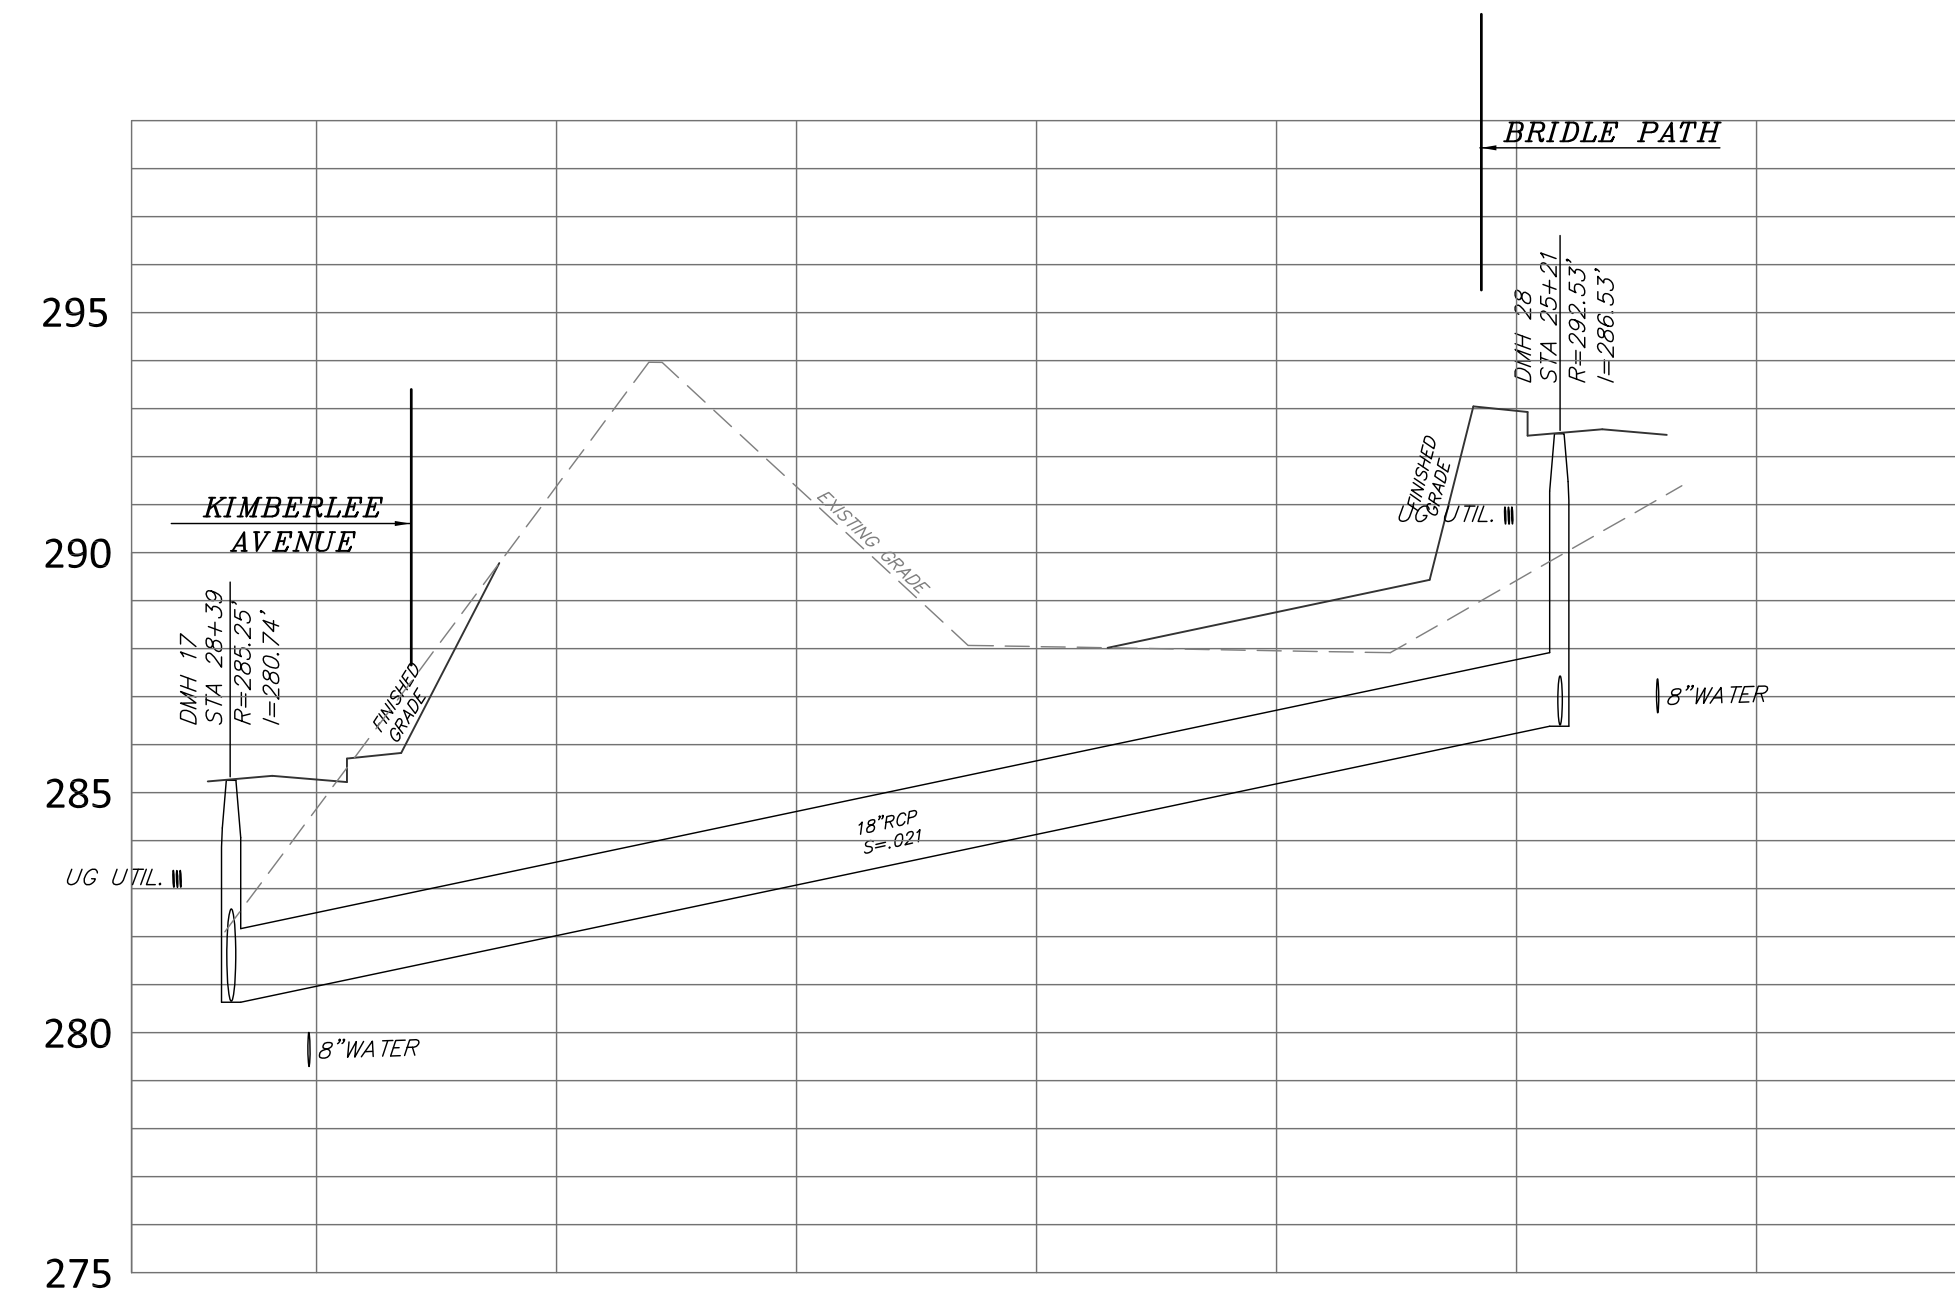 BRIDLE PATH
DMH 28
STA 25+21
R=292.53'
I=286.53'
295
KIMBERLEE
AVENUE
EXISTING GRADE
FINISHED
GRADE
UG UTIL.
290
DMH 17
STA 28+39
R=285.25'
I=280.74'
FINISHED
GRADE
8"WATER
285
18"RCP
S=.021
UG UTIL.
280
8"WATER
275